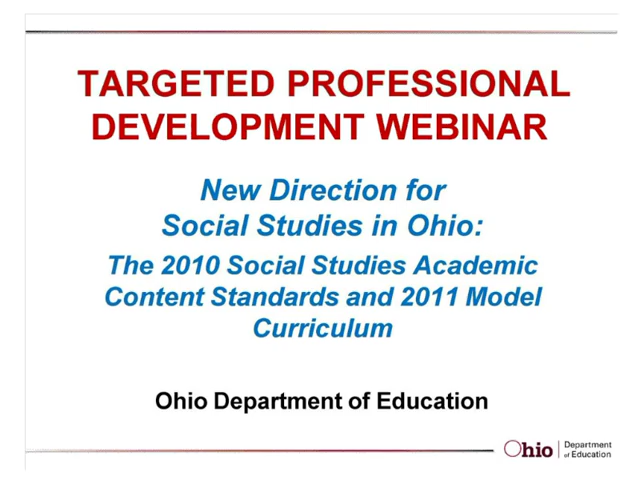 TARGETED PROFESSIONAL
DEVELOPMENT WEBINAR
New Direction for
Social Studies in Ohio:
The 2010 Social Studies Academic
Content Standards and 2011 Model
Curriculum
Ohio Department of Education
Ohio | Department
of Education